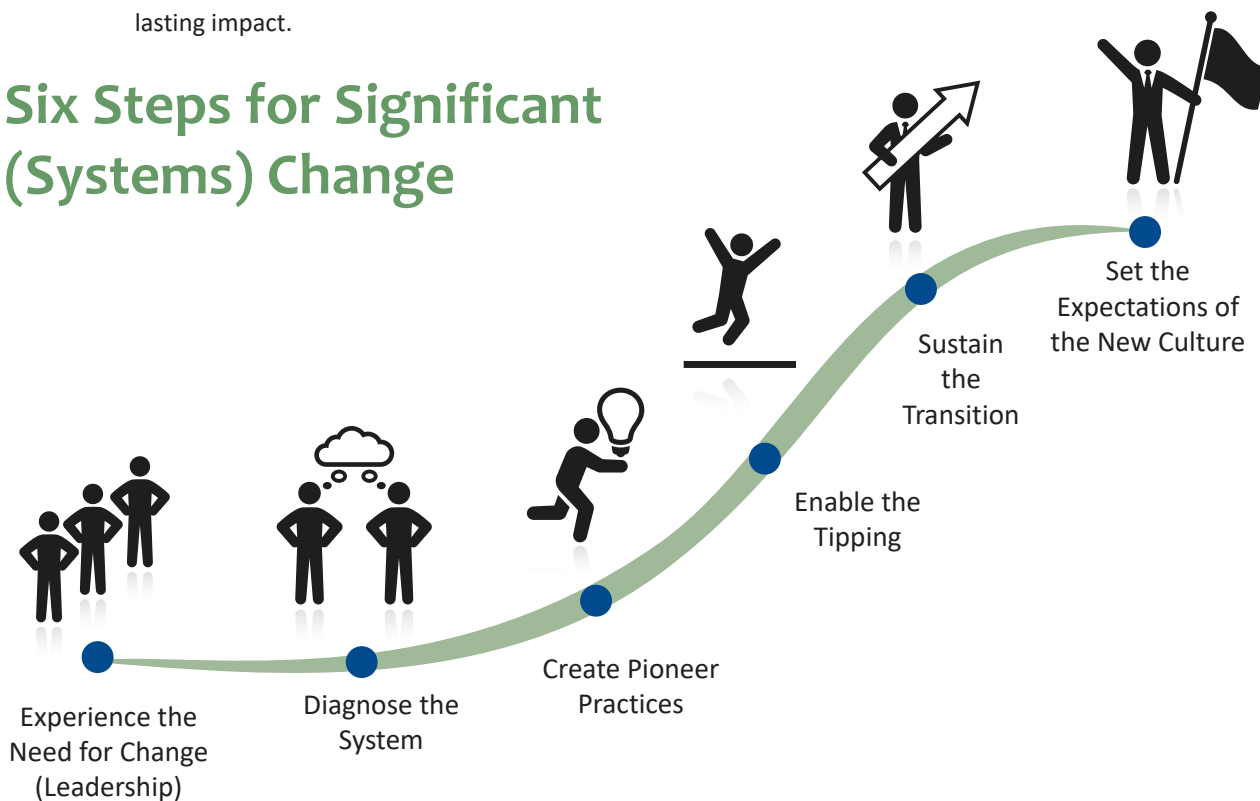 lasting impact.
Six Steps for Significant
(Systems) Change
Experience the
Need for Change
(Leadership)
Diagnose the
System
Create Pioneer
Practices
Enable the
Tipping
Sustain
the
Transition
Set the
Expectations of
the New Culture